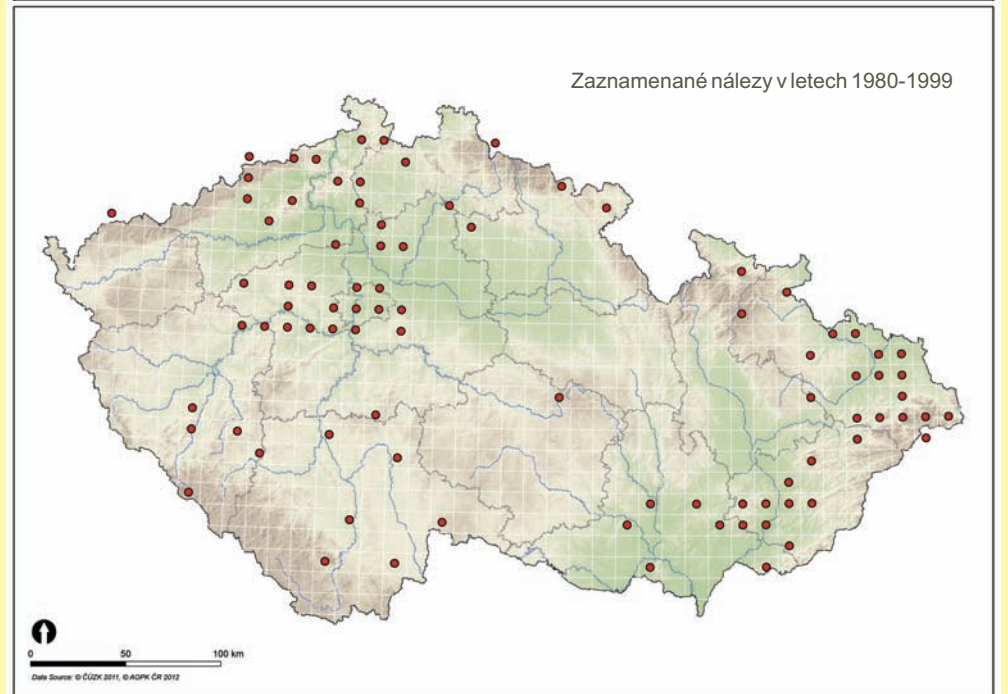 Zaznamenané nálezy v letech 1980-1999
0 50 100 km
Data Source: © ČÚZK 2011, © AOPK ČR 2012